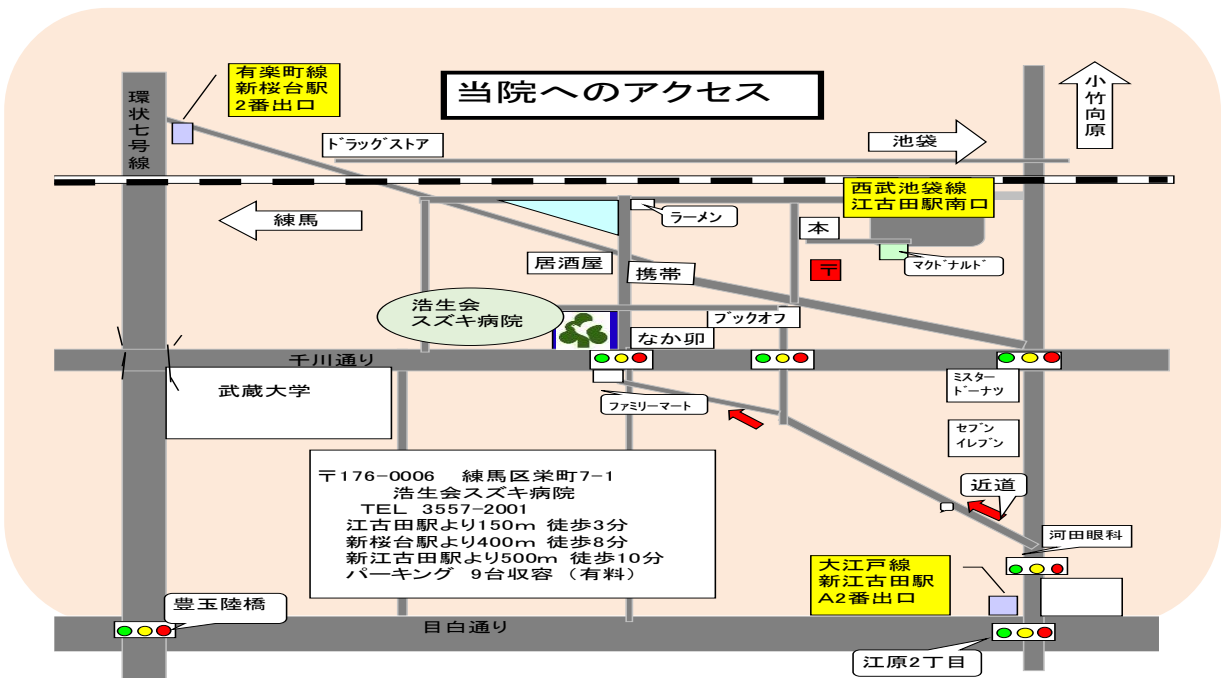 当院へのアクセス
有楽町線
新桜台駅
2番出口
環状七号線
小竹向原
ドラッグストア
池袋
西武池袋線
江古田駅南口
練馬
ラーメン
本
居酒屋
携帯
〒
マクドナルド
浩生会
スズキ病院
ブックオフ
なか卯
千川通り
武蔵大学
ファミリーマート
ミスター
ドーナツ
セブン
イレブン
〒176-0006 練馬区栄町7-1
浩生会スズキ病院
TEL 3557-2001
江古田駅より150m 徒歩3分
新桜台駅より400m 徒歩8分
新江古田駅より500m 徒歩10分
パーキング 9台収容 (有料)
近道
河田眼科
大江戸線
新江古田駅
A2番出口
豊玉陸橋
目白通り
江原2丁目